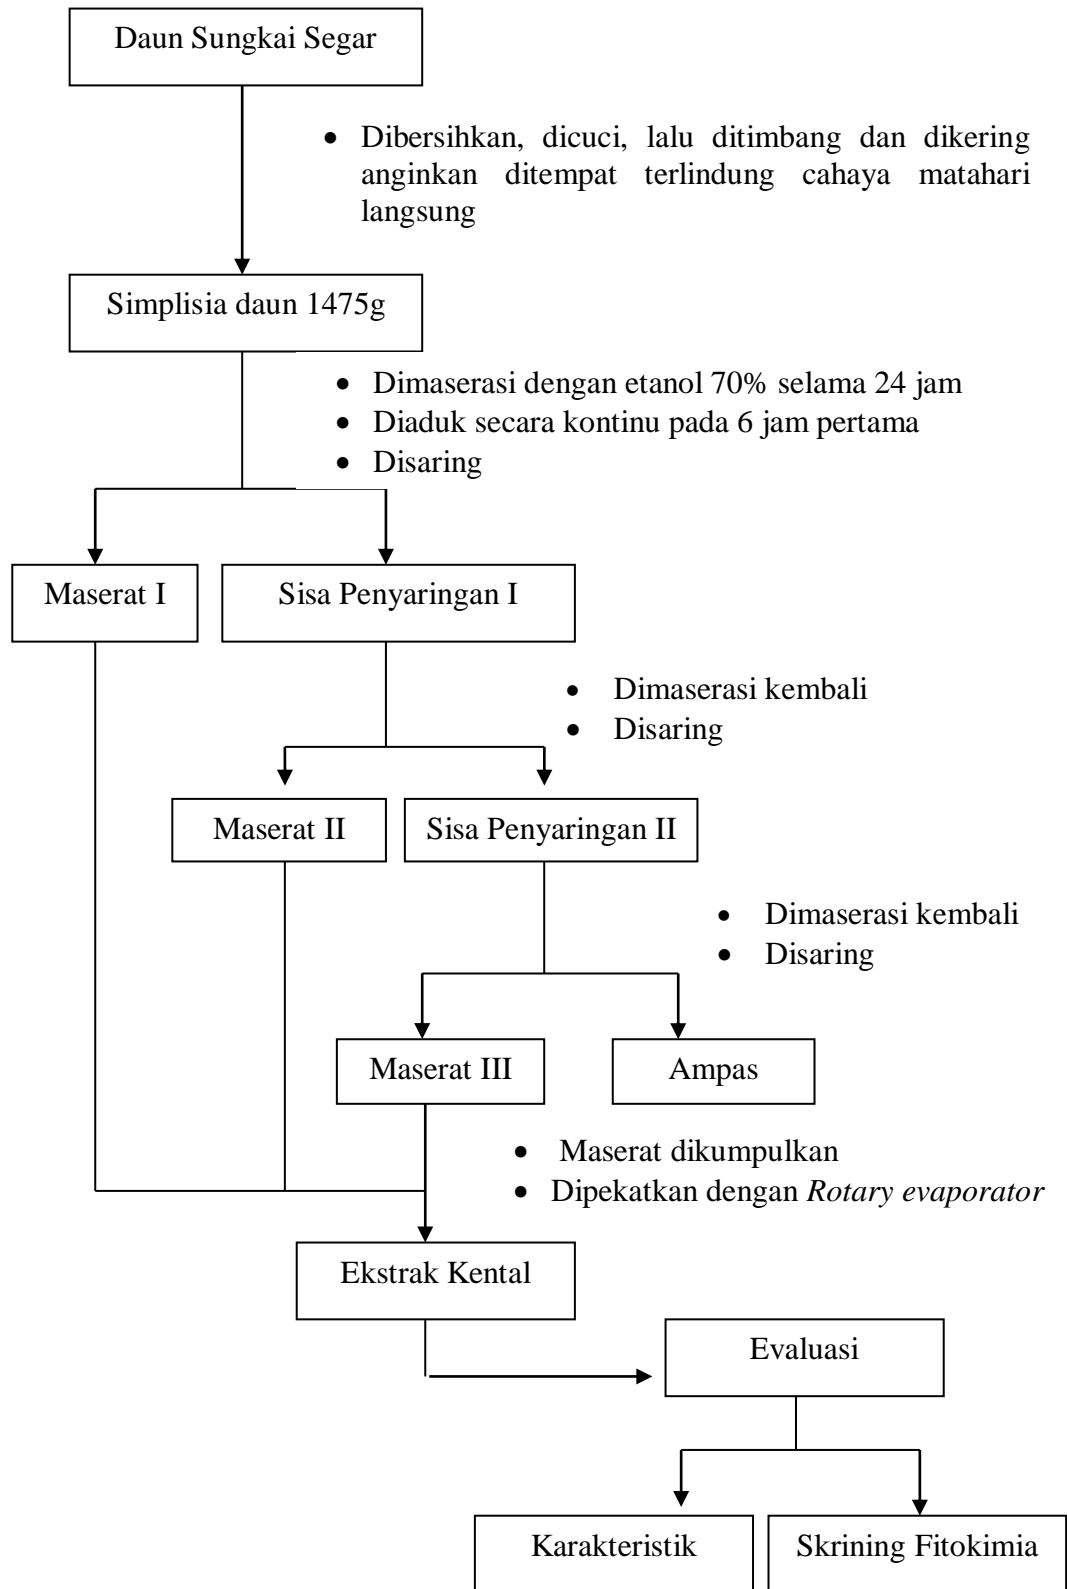 Daun Sungkai Segar
• Dibersihkan, dicuci, lalu ditimbang dan dikering
anginkan ditempat terlindung cahaya matahari
langsung
Simplisia daun 1475g
• Dimaserasi dengan etanol 70% selama 24 jam
• Diaduk secara kontinu pada 6 jam pertama
• Disaring
Maserat I
Sisa Penyaringan I
• Dimaserasi kembali
• Disaring
Maserat II
Sisa Penyaringan II
• Dimaserasi kembali
• Disaring
Maserat III
Ampas
• Maserat dikumpulkan
• Dipekatkan dengan Rotary evaporator
Ekstrak Kental
Evaluasi
Karakteristik
Skrining Fitokimia